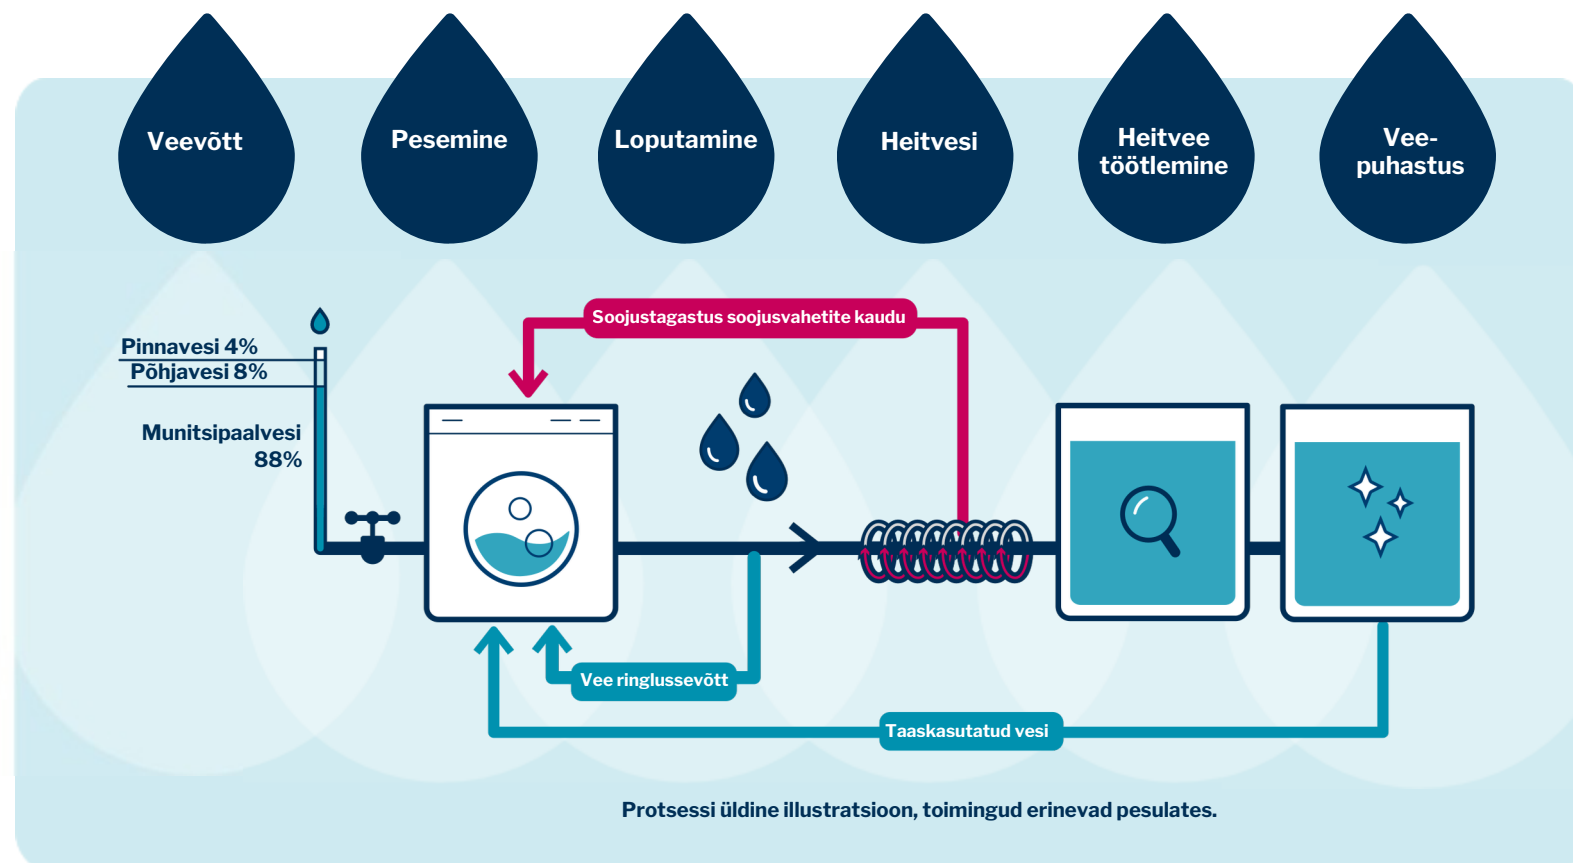 Veevõtt
Pesemine
Loputamine
Heitvesi
Heitvee
töötlemine
Vee-
puhastus
Soojustagastus soojusvahetite kaudu
Pinnavesi 4%
Põhjavesi 8%
Munitsipaalvesi
88%
Vee ringlussevõtt
Taaskasutatud vesi
Protsessi üldine illustratsioon, toimingud erinevad pesulates.